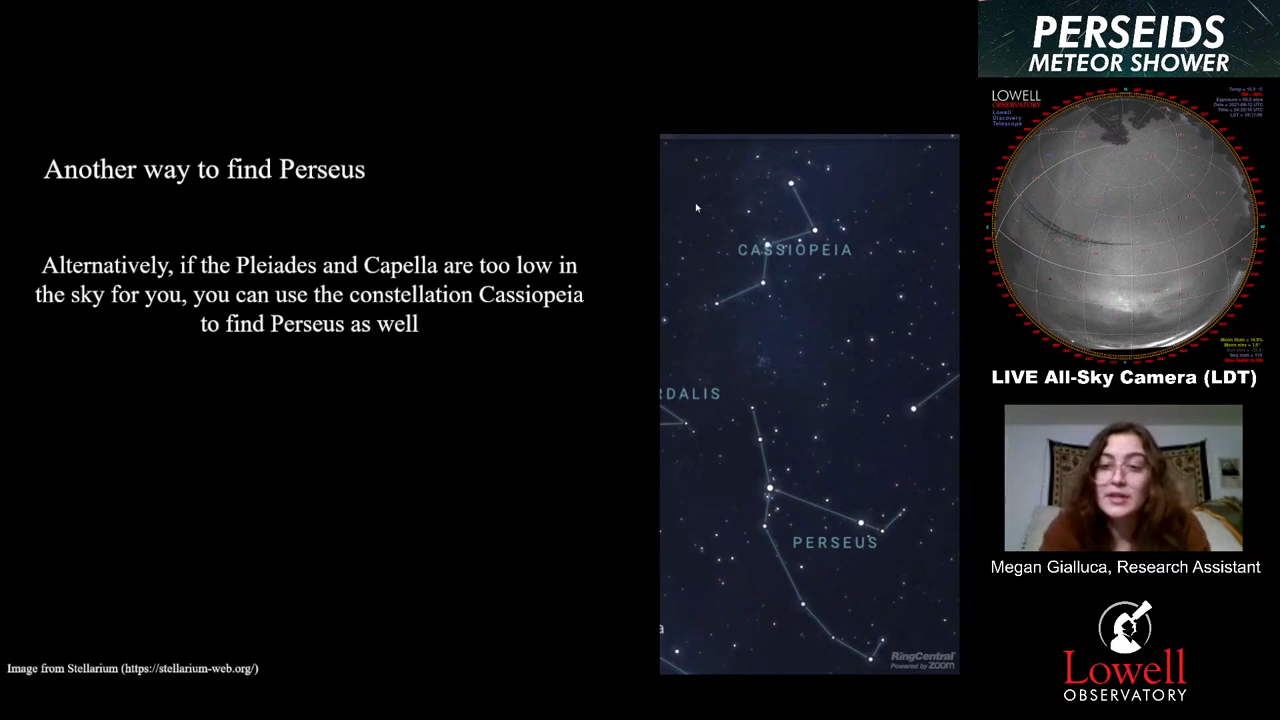 PERSEIDS
METEOR SHOWER
Another way to find Perseus
Alternatively, if the Pleiades and Capella are too low in
the sky for you, you can use the constellation Cassiopeia
to find Perseus as well
CASSIOPEIA
RDALIS
PERSEUS
a
RingCentral
Powered by zoom
Image from Stellarium (https://stellarium-web.org/)
LOWELL
OBSERVATORY
Lowell
Discovery
Telescope
LIVE All-Sky Camera (LDT)
Megan Gialluca, Research Assistant
Lowell
OBSERVATORY